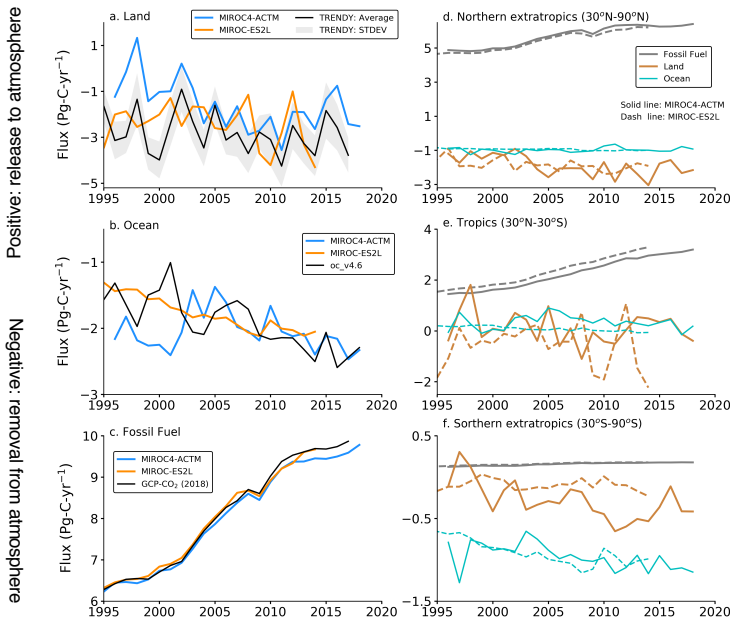 Positive: release to atmosphere
Negative: removal from atmosphere
a. Land
MIROC4-ACTM
MIROC-ES2L
TRENDY: Average
TRENDY: STDEV
Flux (Pg-C-yr⁻¹)
1
−1
−3
−5
1995 2000 2005 2010 2015 2020
b. Ocean
MIROC4-ACTM
MIROC-ES2L
oc_v4.6
Flux (Pg-C-yr⁻¹)
−1
−2
−3
1995 2000 2005 2010 2015 2020
c. Fossil Fuel
MIROC4-ACTM
MIROC-ES2L
GCP-CO₂ (2018)
Flux (Pg-C-yr⁻¹)
10
9
8
7
6
1995 2000 2005 2010 2015 2020
d. Northern extratropics (30°N-90°N)
Fossil Fuel
Land
Ocean
Solid line: MIROC4-ACTM
Dash line: MIROC-ES2L
5
3
1
−1
−3
1995 2000 2005 2010 2015 2020
e. Tropics (30°N-30°S)
4
2
0
−2
1995 2000 2005 2010 2015 2020
f. Sorthern extratropics (30°S-90°S)
0.5
−0.5
−1.5
1995 2000 2005 2010 2015 2020